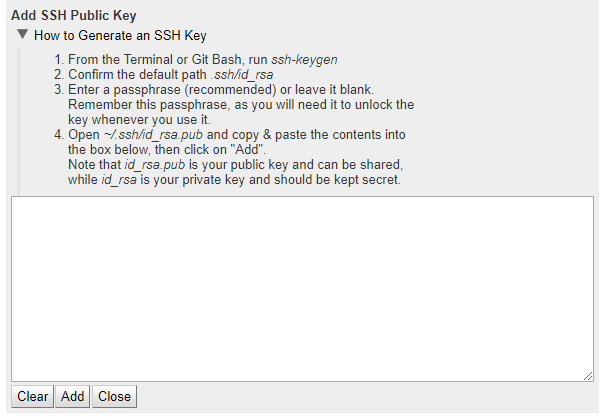 Add SSH Public Key
▼ How to Generate an SSH Key
1. From the Terminal or Git Bash, run ssh-keygen
2. Confirm the default path .ssh/id_rsa
3. Enter a passphrase (recommended) or leave it blank.
Remember this passphrase, as you will need it to unlock the
key whenever you use it.
4. Open ~/.ssh/id_rsa.pub and copy & paste the contents into
the box below, then click on "Add".
Note that id_rsa.pub is your public key and can be shared,
while id_rsa is your private key and should be kept secret.
Clear Add Close